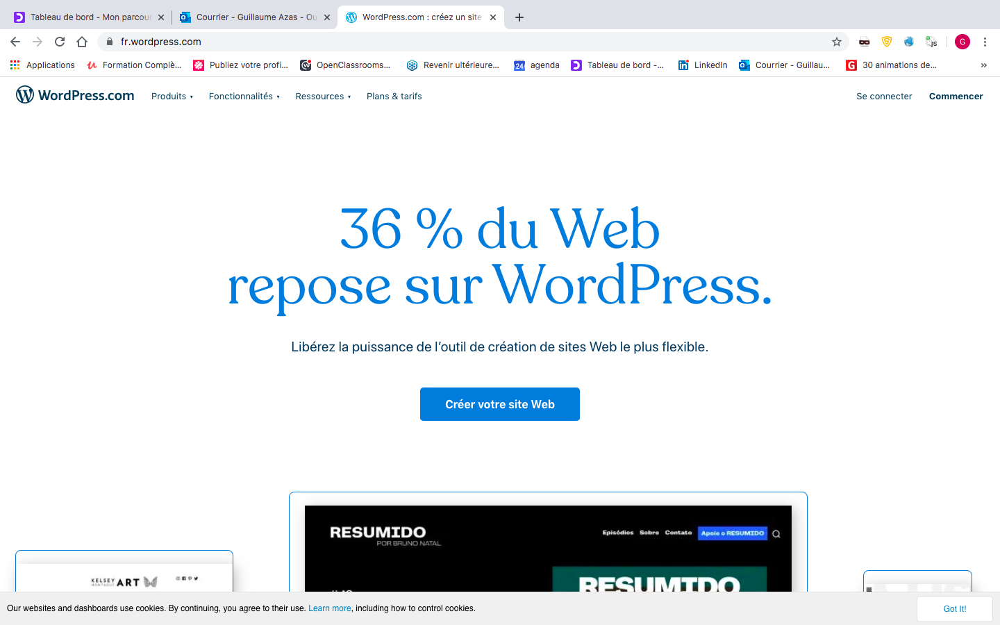 Tableau de bord - Mon parcour
Courrier - Guillaume Azas - Ou
WordPress.com : créez un site
fr.wordpress.com
G
Applications
Formation Complè...
Publiez votre profi...
OpenClassrooms...
Revenir ultérieure...
24
agenda
Tableau de bord -...
LinkedIn
Courrier - Guillau...
30 animations de...
»
WordPress.com
Produits
Fonctionnalités
Ressources
Plans & tarifs
Se connecter
Commencer
36 % du Web
repose sur WordPress.
Libérez la puissance de l'outil de création de sites Web le plus flexible.
Créer votre site Web
RESUMIDO
POR BRUNO NATAL
Episódios Sobre Contato Apoie o RESUMIDO
KELSEY
MONTAGUE
ART
RESUMIDO
Our websites and dashboards use cookies. By continuing, you agree to their use. Learn more, including how to control cookies.
Got It!